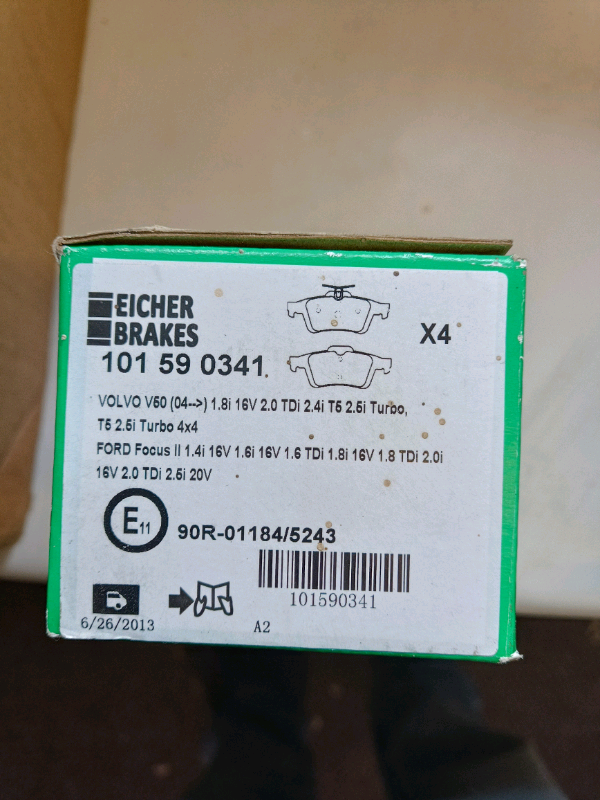 EICHER
BRAKES
X4
101 59 0341
VOLVO V50 (04-->) 1.8i 16V 2.0 TDi 2.4i T5 2.5i Turbo,
T5 2.5i Turbo 4x4
FORD Focus II 1.4i 16V 1.6i 16V 1.6 TDi 1.8i 16V 1.8 TDi 2.0i
16V 2.0 TDi 2.5i 20V
E11
90R-01184/5243
101590341
6/26/2013
A2